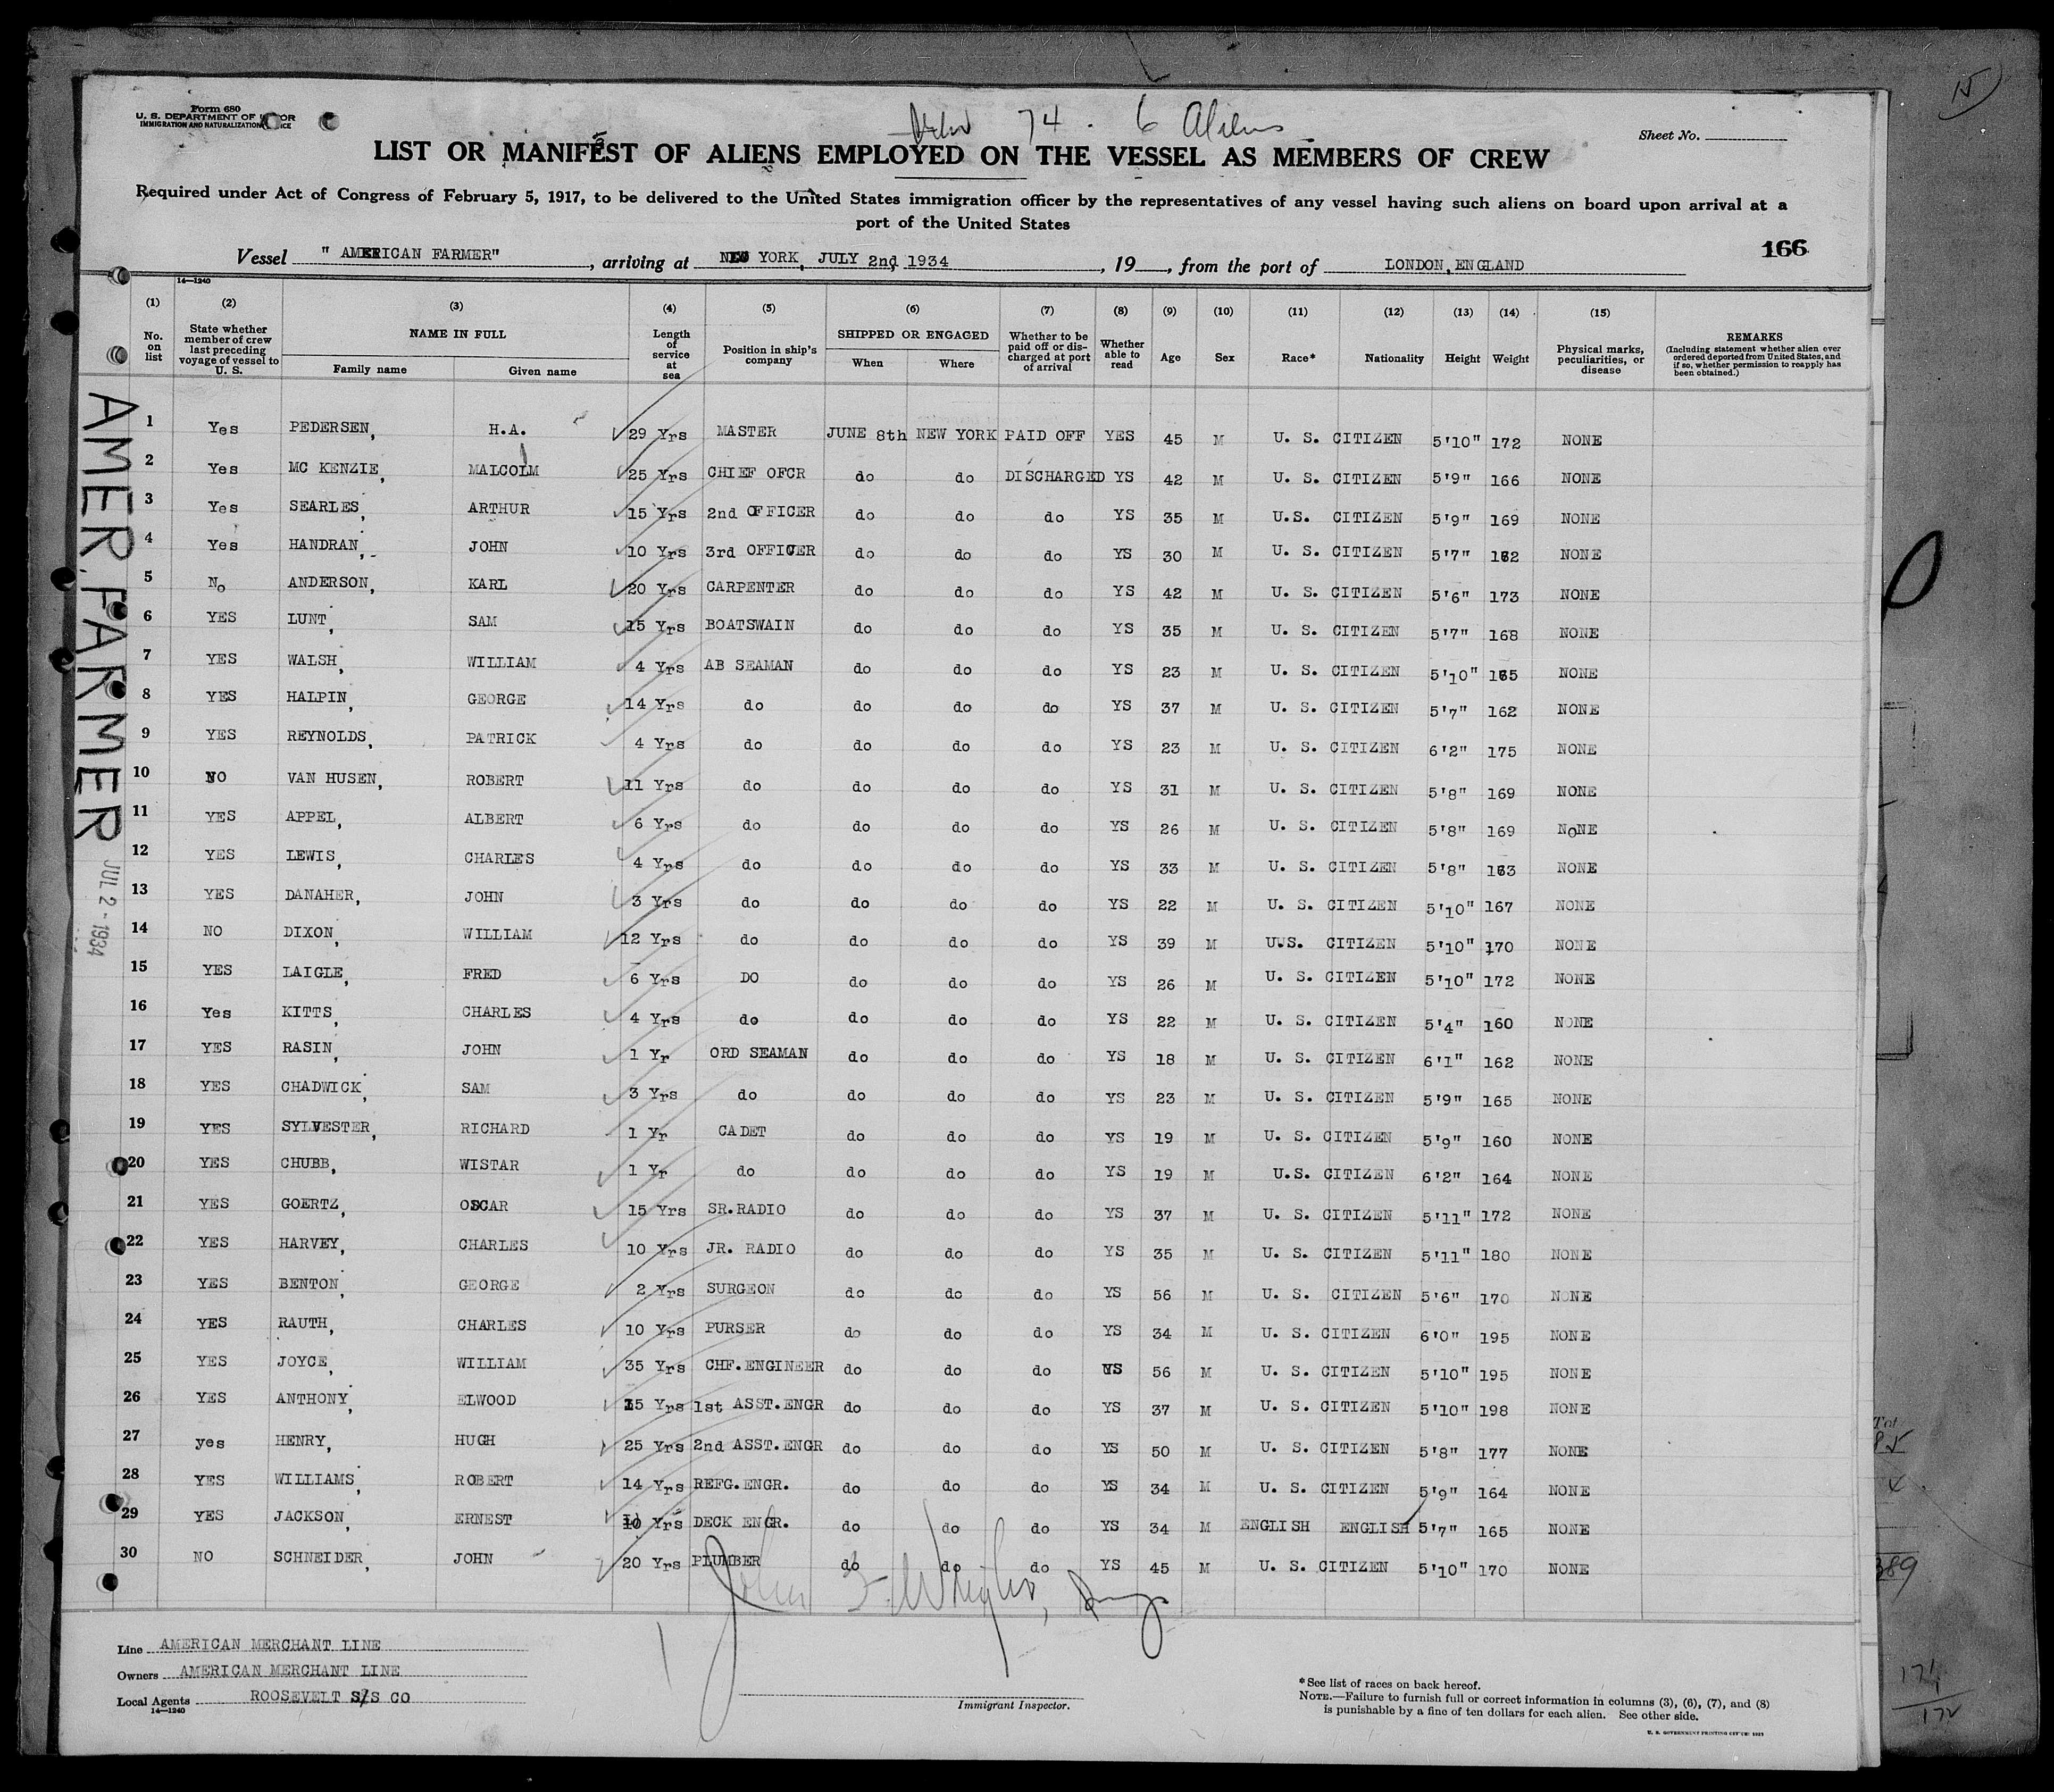 Form 680
U. S. DEPARTMENT OF
IMMIGRATION AND NATURALIZATION
74 . 6 Aliens
15
Sheet No.
LIST OR MANIFEST OF ALIENS EMPLOYED ON THE VESSEL AS MEMBERS OF CREW
Required under Act of Congress of February 5, 1917, to be delivered to the United States immigration officer by the representatives of any vessel having such aliens on board upon arrival at a
port of the United States
166
Vessel " AMERICAN FARMER" , arriving at NEW YORK, JULY 2nd, 1934 , 19 , from the port of LONDON, ENGLAND
14—1240
(1) (2) (3) (4) (5) (6) (7) (8) (9) (10) (11) (12) (13) (14) (15)
No. on list State whether member of crew last preceding voyage of vessel to U. S. NAME IN FULL Family name Given name Length of service at sea Position in ship's company SHIPPED OR ENGAGED When Where Whether to be paid off or discharged at port of arrival Whether able to read Age Sex Race* Nationality Height Weight Physical marks, peculiarities, or disease REMARKS (Including statement whether alien ever ordered deported from United States, and if so, whether permission to reapply has been obtained.)
1 Yes PEDERSEN, H.A. 29 Yrs MASTER JUNE 8th NEW YORK PAID OFF YES 45 M U. S. CITIZEN 5'10" 172 NONE
2 Yes MC KENZIE, MALCOLM 25 Yrs CHIEF OFCR do do DISCHARGED YS 42 M U. S. CITIZEN 5'9" 166 NONE
3 Yes SEARLES, ARTHUR 15 Yrs 2nd OFFICER do do do YS 35 M U.S. CITIZEN 5'9" 169 NONE
4 Yes HANDRAN, JOHN 10 Yrs 3rd OFFICER do do do YS 30 M U. S. CITIZEN 5'7" NONE
5 No ANDERSON, KARL 20 Yrs CARPENTER do do do YS 42 M U. S. CITIZEN 5'6" 173 NONE
6 YES LUNT, SAM 15 Yrs BOATSWAIN do do do YS 35 M U. S. CITIZEN 5'7" 168 NONE
7 YES WALSH, WILLIAM 4 Yrs AB SEAMAN do do do YS 23 M U. S. CITIZEN 5'10" NONE
8 YES HALPIN, GEORGE 14 Yrs do do do do YS 37 M U. S. CITIZEN 5'7" 162 NONE
9 YES REYNOLDS, PATRICK 4 Yrs do do do do YS 23 M U. S. CITIZEN 6'2" 175 NONE
10 NO VAN HUSEN, ROBERT 11 Yrs do do do do YS 31 M U. S. CITIZEN 5'8" 169 NONE
11 YES APPEL, ALBERT 6 Yrs do do do do YS 26 M U. S. CITIZEN 5'8" 169 NoNE
12 YES LEWIS, CHARLES 4 Yrs do do do do YS 33 M U. S. CITIZEN 5'8" NONE
13 YES DANAHER, JOHN 3 Yrs do do do do YS 22 M U. S. CITIZEN 5'10" 167 NONE
14 NO DIXON, WILLIAM 12 Yrs do do do do YS 39 M UUS. CITIZEN 5'10" 170 NONE
15 YES LAIGLE, FRED 6 Yrs DO do do do YS 26 M U. S. CITIZEN 5'10" 172 NONE
16 Yes KITTS, CHARLES 4 Yrs do do do do YS 22 M U. S. CITIZEN 5'4" 160 NONE
17 YES RASIN, JOHN 1 Yr ORD SEAMAN do do do YS 18 M U. S. CITIZEN 6'1" 162 NONE
18 YES CHADWICK, SAM 3 Yrs do do do do YS 23 M U. S. CITIZEN 5'9" 165 NONE
19 YES SYLVESTER, RICHARD 1 Yr CADET do do do YS 19 M U. S. CITIZEN 5'9" 160 NONE
20 YES CHUBB, WISTAR 1 Yr do do do do YS 19 M U.S. CITIZEN 6'2" 164 NONE
21 YES GOERTZ, OSCAR 15 Yrs SR.RADIO do do do YS 37 M U. S. CITIZEN 5'11" 172 NONE
22 YES HARVEY, CHARLES 10 Yrs JR. RADIO do do do YS 35 M U. S. CITIZEN 5'11" 180 NONE
23 YES BENTON, GEORGE 2 Yrs SURGEON do do do YS 56 M U. S. CITIZEN 5'6" 170 NONE
24 YES RAUTH, CHARLES 10 Yrs PURSER do do do YS 34 M U. S. CITIZEN 6'0" 195 NONE
25 YES JOYCE, WILLIAM 35 Yrs CHF.ENGINEER do do do YS 56 M U. S. CITIZEN 5'10" 195 NONE
26 YES ANTHONY, ELWOOD 15 Yrs 1st ASST.ENGR do do do YS 37 M U. S. CITIZEN 5'10" 198 NONE
27 yes HENRY, HUGH 25 Yrs 2nd ASST.ENGR do do do YS 50 M U. S. CITIZEN 5'8" 177 NONE
28 YES WILLIAMS, ROBERT 14 Yrs REFG.ENGR. do do do YS 34 M U. S. CITIZEN 5'9" 164 NONE
29 YES JACKSON, ERNEST 10 Yrs DECK ENGR. do do do YS 34 M ENGLISH ENGLISH 5'7" 165 NONE
30 NO SCHNEIDER, JOHN 20 Yrs PLUMBER do do do YS 45 M U. S. CITIZEN 5'10" 170 NONE
AMER. FARMER
JUL 2 - 1934
John
Line AMERICAN MERCHANT LINE
Owners AMERICAN MERCHANT LINE
Local Agents ROOSEVELT S/S CO
14—1240
Immigrant Inspector.
*See list of races on back hereof.
NOTE.—Failure to furnish full or correct information in columns (3), (6), (7), and (8)
is punishable by a fine of ten dollars for each alien. See other side.
389